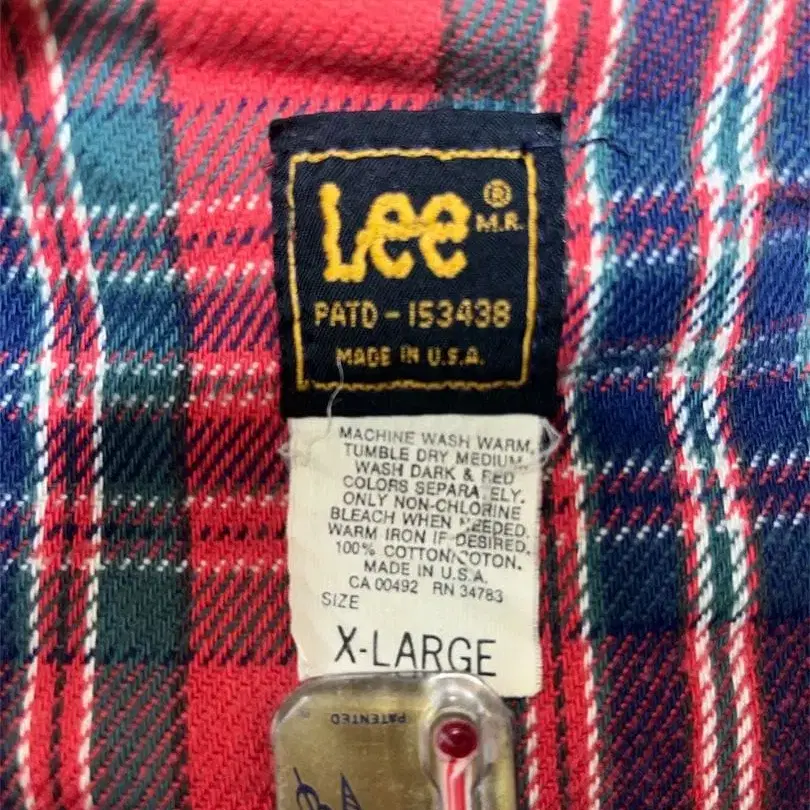 Lee ® M.R.
PATD - 153438
MADE IN U.S.A.
MACHINE WASH WARM,
TUMBLE DRY MEDIUM
WASH DARK & RED
COLORS SEPARATELY.
ONLY NON-CHLORINE
BLEACH WHEN NEEDED.
WARM IRON IF DESIRED.
100% COTTON/COTON.
MADE IN U.S.A.
CA 00492 RN 34783
SIZE
X-LARGE
PATENTED